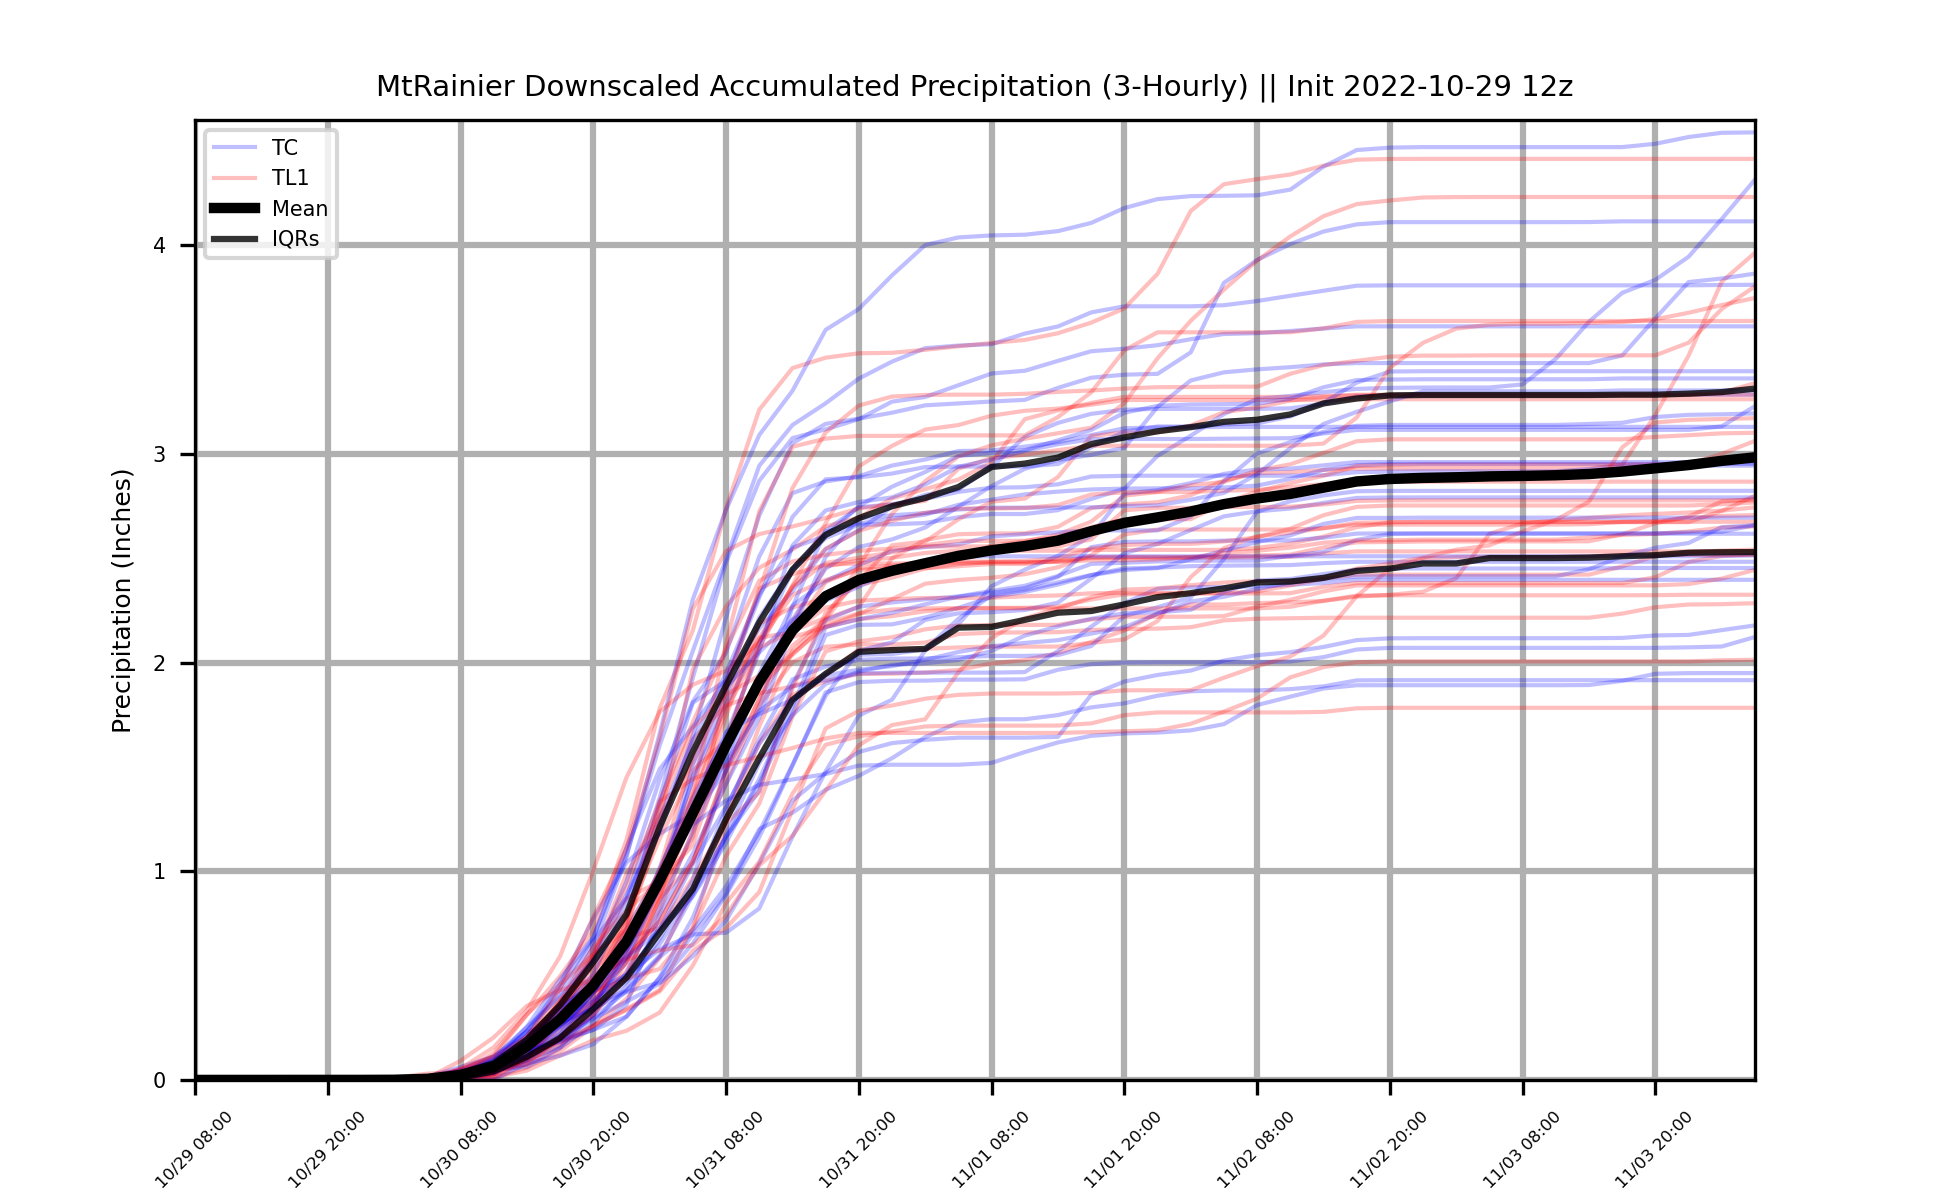 MtRainier Downscaled Accumulated Precipitation (3-Hourly) || Init 2022-10-29 12z
TC
TL1
Mean
IQRs
Precipitation (Inches)
4
3
2
1
0
10/29 08:00
10/29 20:00
10/30 08:00
10/30 20:00
10/31 08:00
10/31 20:00
11/01 08:00
11/01 20:00
11/02 08:00
11/02 20:00
11/03 08:00
11/03 20:00